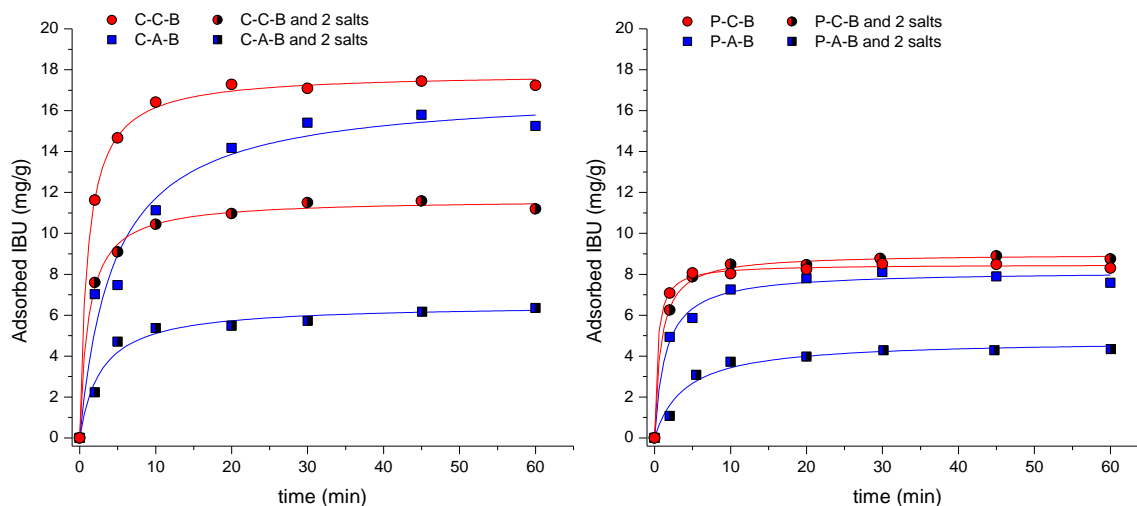 C-C-B C-C-B and 2 salts
C-A-B C-A-B and 2 salts
20
18
16
14
12
10
8
6
4
2
0
Adsorbed IBU (mg/g)
0 10 20 30 40 50 60
time (min)
P-C-B P-C-B and 2 salts
P-A-B P-A-B and 2 salts
20
18
16
14
12
10
8
6
4
2
0
Adsorbed IBU (mg/g)
0 10 20 30 40 50 60
time (min)